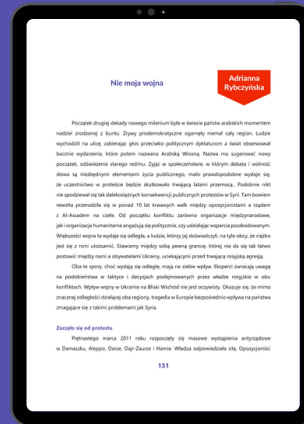 Adrianna
Rybczyńska
Nie moja wojna
Początek drugiej dekady nowego milenium była w świecie państw arabskich momentem
nadziei zrodzonej z buntu. Zrywy prodemokratyczne ogarnęły niemal cały region. Ludzie
wychodzili na ulicę, zabierając głos przeciwko politycznym dyktaturom a świat obserwował
bacznie wydarzenia, które potem nazwano Arabską Wiosną. Nazwa ma sugerować nowy
początek, odświeżenie starego reżimu. Żyjąc w społeczeństwie, w którym debata i wolność
słowa są niezbędnymi elementami życia publicznego, mało prawdopodobne wydaje się,
że uczestnictwo w proteście będzie skutkowało trwającą latami przemocą. Podobnie nikt
nie spodziewał się tak dalekosiężnych konsekwencji publicznych protestów w Syrii. Tam bowiem
rewolta przerodziła się w ponad 10 lat krwawych walk między opozycjonistami a rządem
z Al-Assadem na czele. Od początku konfliktu zarówno organizacje międzynarodowe,
jak i organizacje humanitarne angażują się politycznie, czy udzielając wsparcia poszkodowanym.
Większości wojna ta wydaje się odległa, a ludzie, którzy jej doświadczyli, na tyle obcy, że ciężko
jest się z nimi utożsamić. Stawiamy między sobą pewną granicę, której nie da się tak łatwo
postawić między nami a obywatelami Ukrainy, uciekającymi przed trwającą rosyjską agresją.
Oba te spory, choć wydają się odległe, mają na siebie wpływ. Eksperci zwracają uwagę
na podobieństwa w taktyce i decyzjach podejmowanych przez władze rosyjskie w obu
konfliktach. Wpływ wojny w Ukrainie na Bliski Wschód nie jest oczywisty. Okazuje się, że mimo
znacznej odległości dzielącej oba regiony, tragedia w Europie bezpośrednio wpływa na państwa
zmagające się z takimi problemami jak Syria.
Zaczęło się od protestu
Piętnastego marca 2011 roku rozpoczęły się masowe wystąpienia antyrządowe
w Damaszku, Aleppo, Darze, Dajr-Zaurze i Hamie. Władza odpowiedziała siłą. Opozycjoniści
131